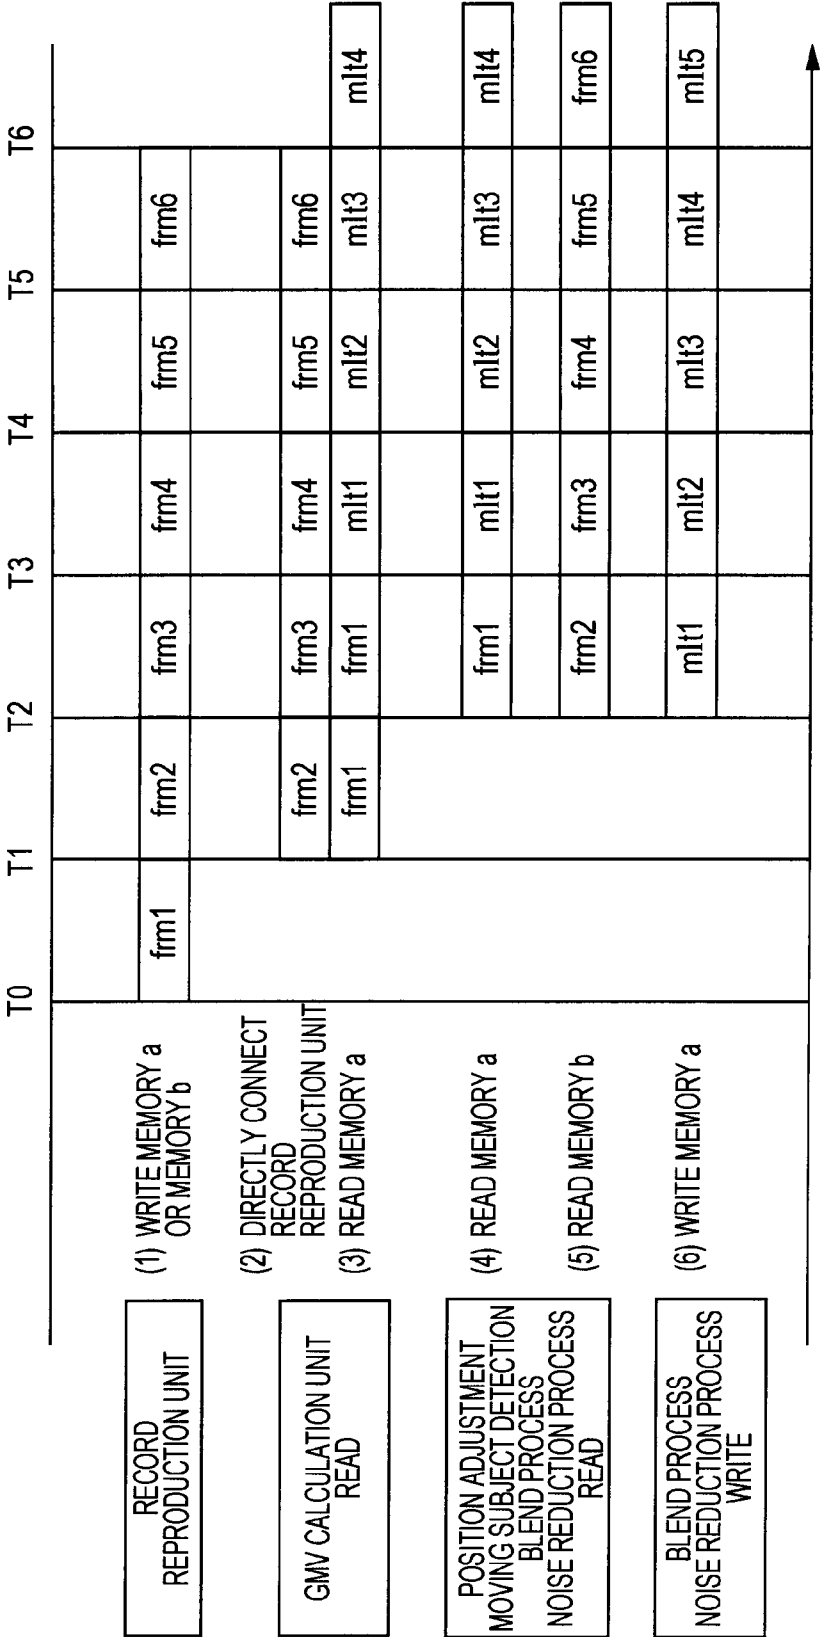 T0 T1 T2 T3 T4 T5 T6
RECORD
REPRODUCTION UNIT
(1) WRITE MEMORY a
OR MEMORY b
frm1 frm2 frm3 frm4 frm5 frm6
GMV CALCULATION UNIT
READ
(2) DIRECTLY CONNECT
RECORD
REPRODUCTION UNIT
frm2 frm3 frm4 frm5 frm6
(3) READ MEMORY a
frm1 frm1 mlt1 mlt2 mlt3 mlt4
POSITION ADJUSTMENT
MOVING SUBJECT DETECTION
BLEND PROCESS
NOISE REDUCTION PROCESS
READ
(4) READ MEMORY a
frm1 mlt1 mlt2 mlt3 mlt4
(5) READ MEMORY b
frm2 frm3 frm4 frm5 frm6
BLEND PROCESS
NOISE REDUCTION PROCESS
WRITE
(6) WRITE MEMORY a
mlt1 mlt2 mlt3 mlt4 mlt5